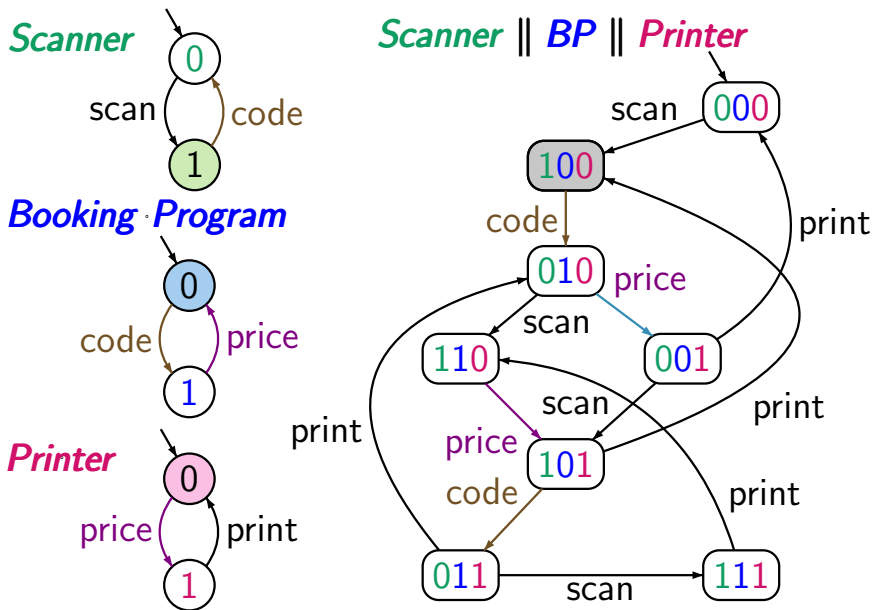 Scanner
0
scan
code
1
Booking Program
0
code
price
1
Printer
0
price
print
1
Scanner || BP || Printer
000
scan
100
code
print
010
price
scan
110
001
scan
print
print
price
101
code
print
011
scan
111